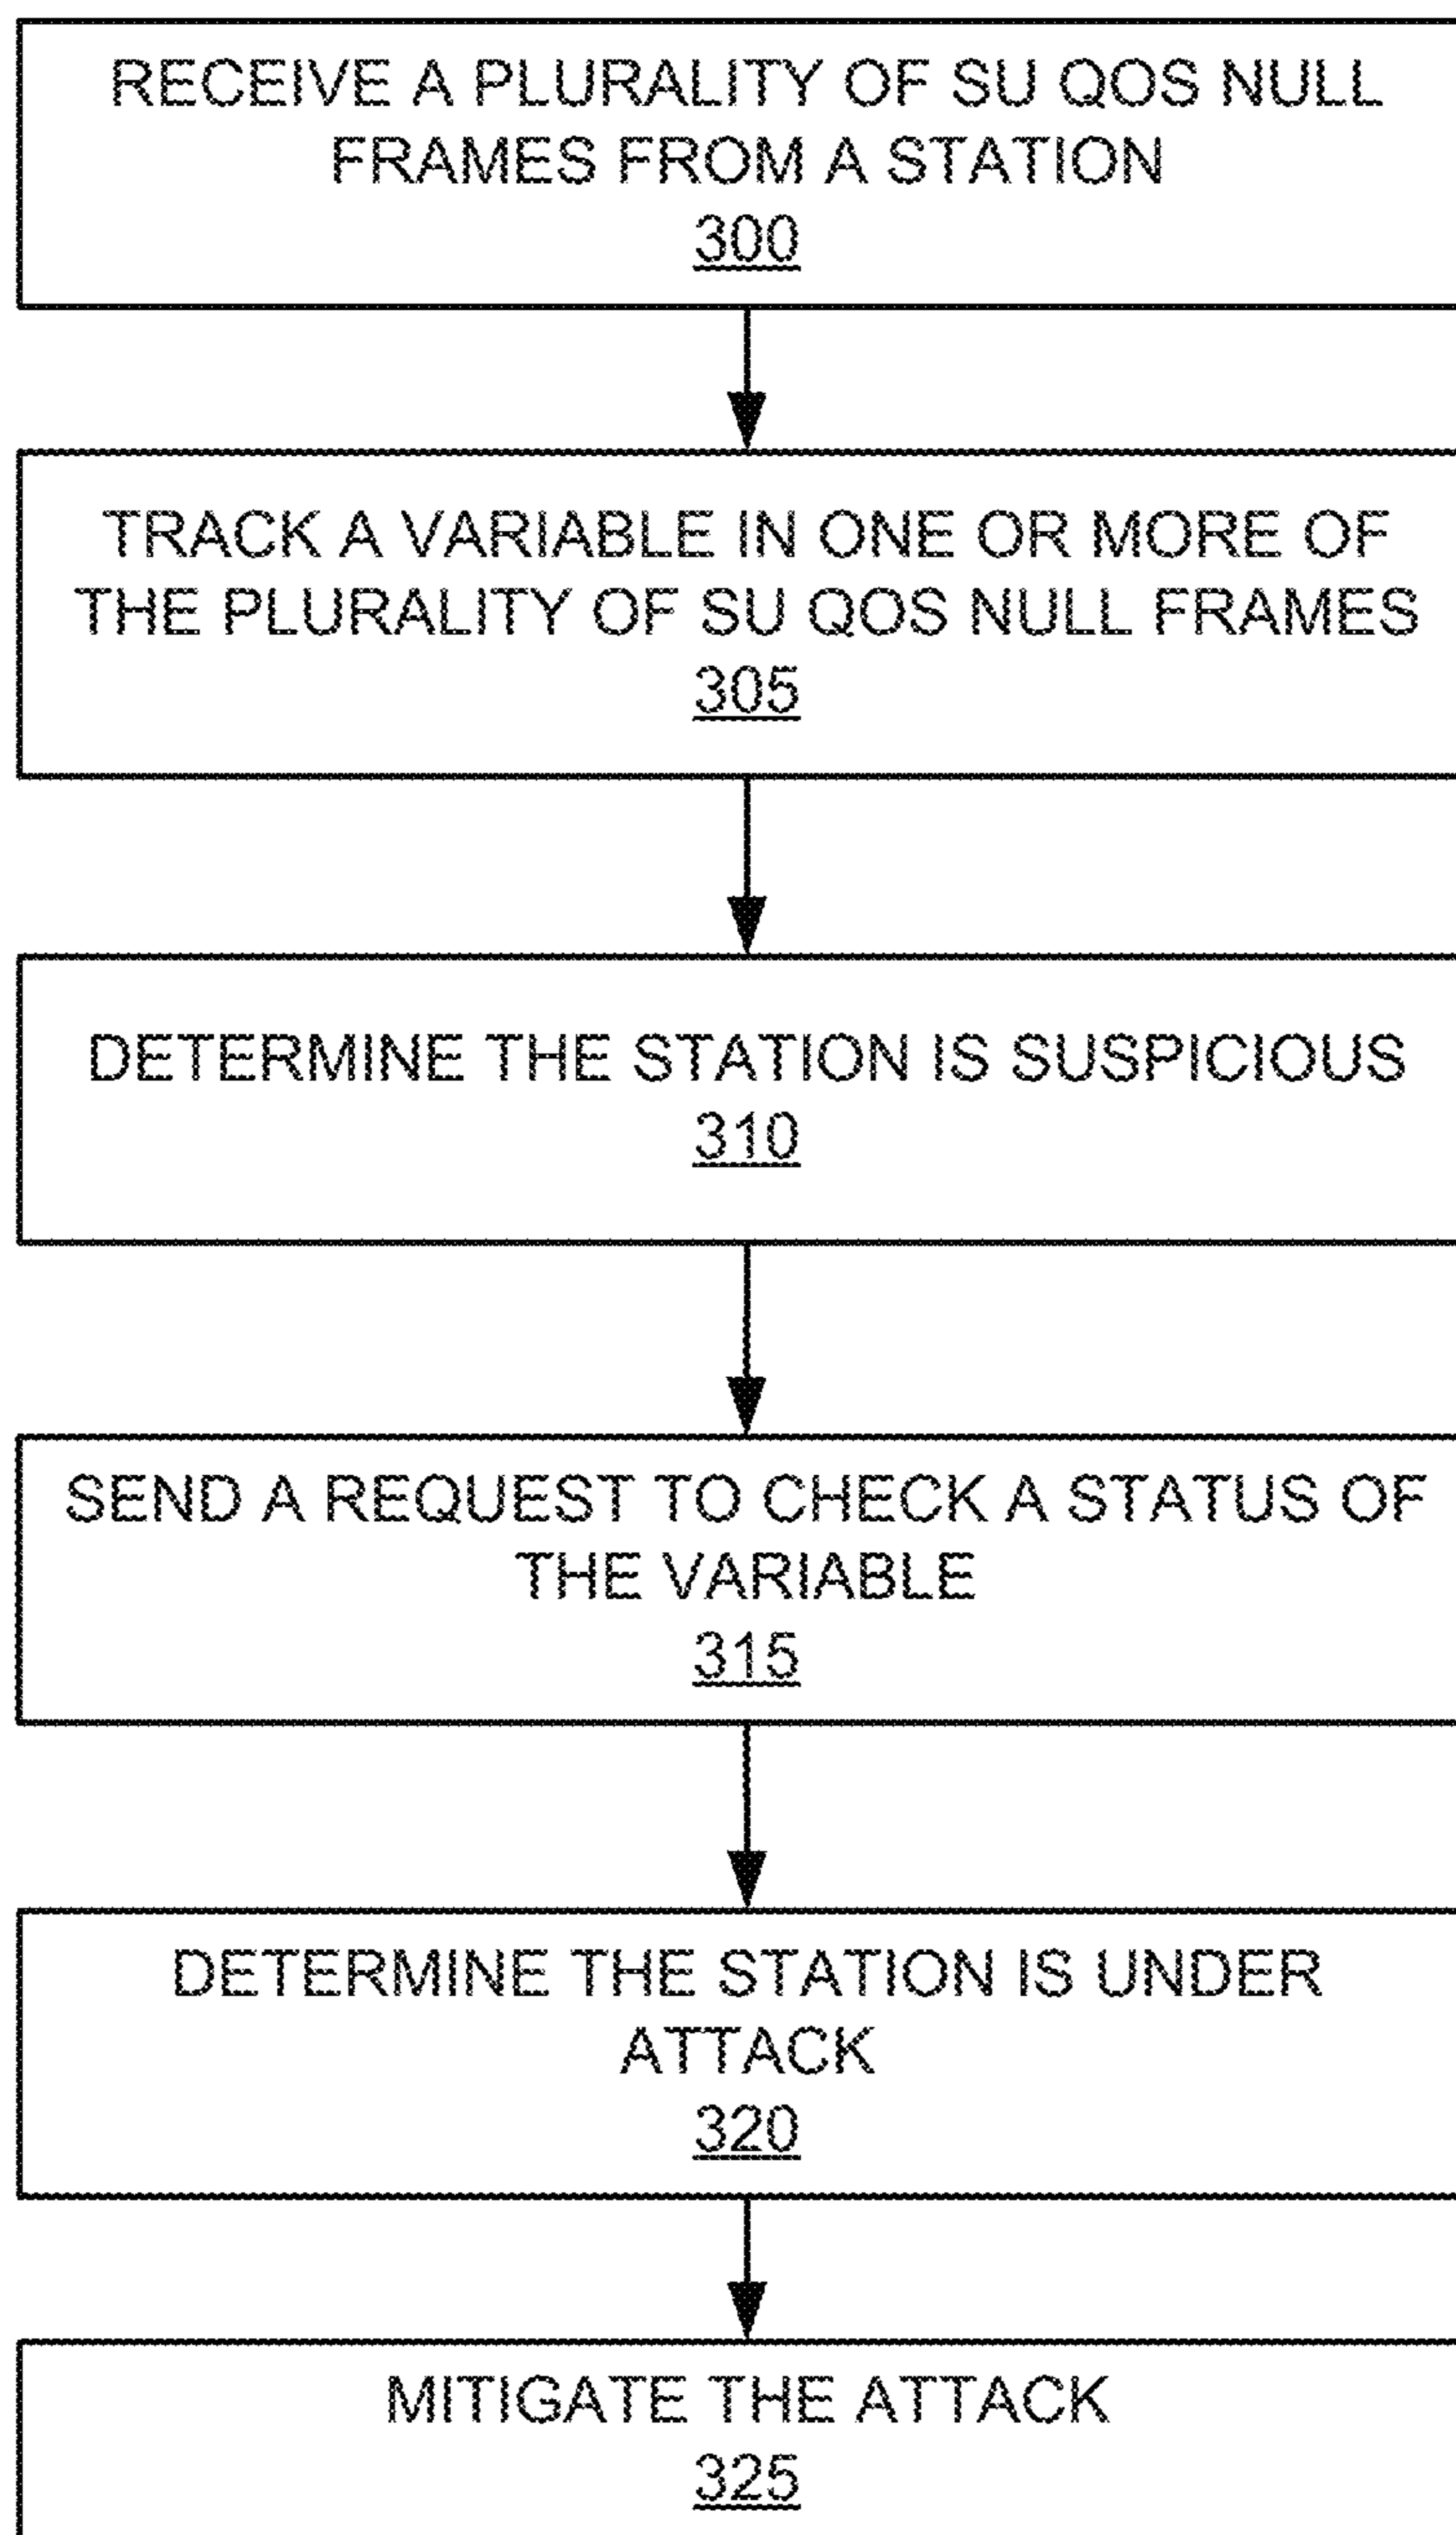 RECEIVE A PLURALITY OF SU QOS NULL
FRAMES FROM A STATION
300
TRACK A VARIABLE IN ONE OR MORE OF
THE PLURALITY OF SU QOS NULL FRAMES
305
DETERMINE THE STATION IS SUSPICIOUS
310
SEND A REQUEST TO CHECK A STATUS OF
THE VARIABLE
315
DETERMINE THE STATION IS UNDER
ATTACK
320
MITIGATE THE ATTACK
325